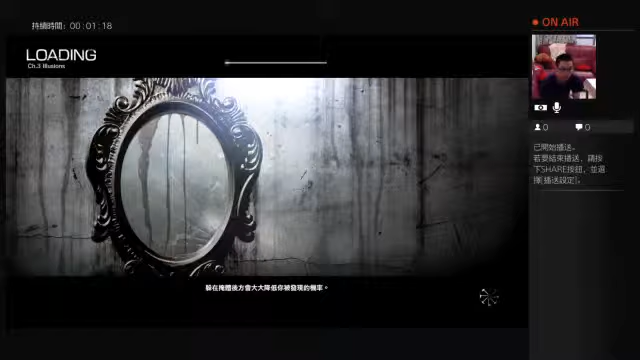 持續時間： 00:01:18
ON AIR
LOADING
Ch.3 Illusions
0
0
已開始播送。
若要結束播送，請按
下SHARE按鈕，並選
擇[播送設定]。
躲在掩體後方會大大降低你被發現的機率。